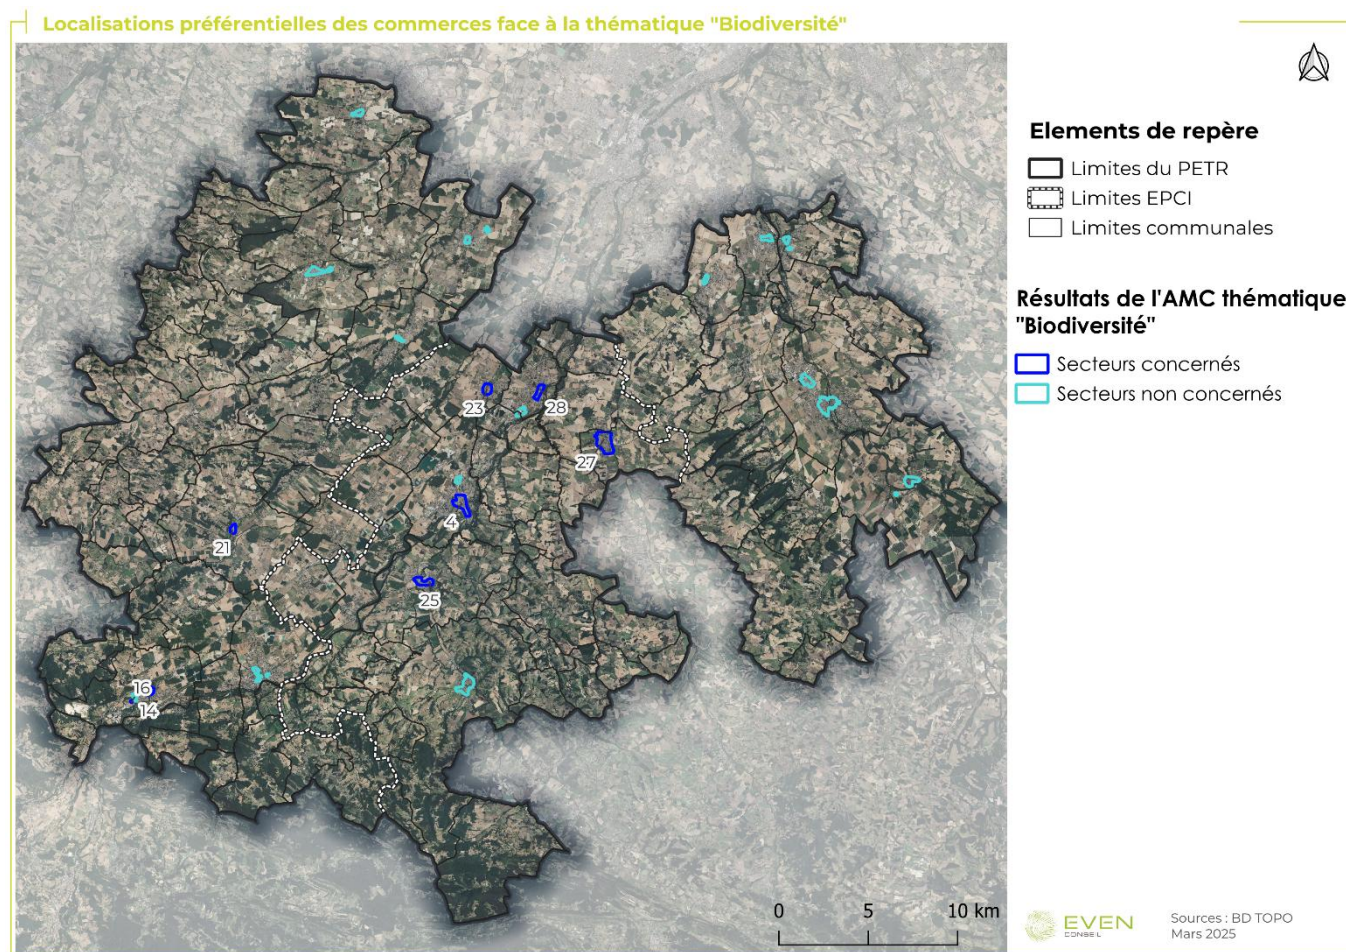 Localisations préférentielles des commerces face à la thématique "Biodiversité"
Elements de repère
Limites du PETR
Limites EPCI
Limites communales
Résultats de l'AMC thématique
"Biodiversité"
Secteurs concernés
Secteurs non concernés
23
28
27
4
21
25
16
14
0 5 10 km
EVEN
CONSEIL
Sources : BD TOPO
Mars 2025